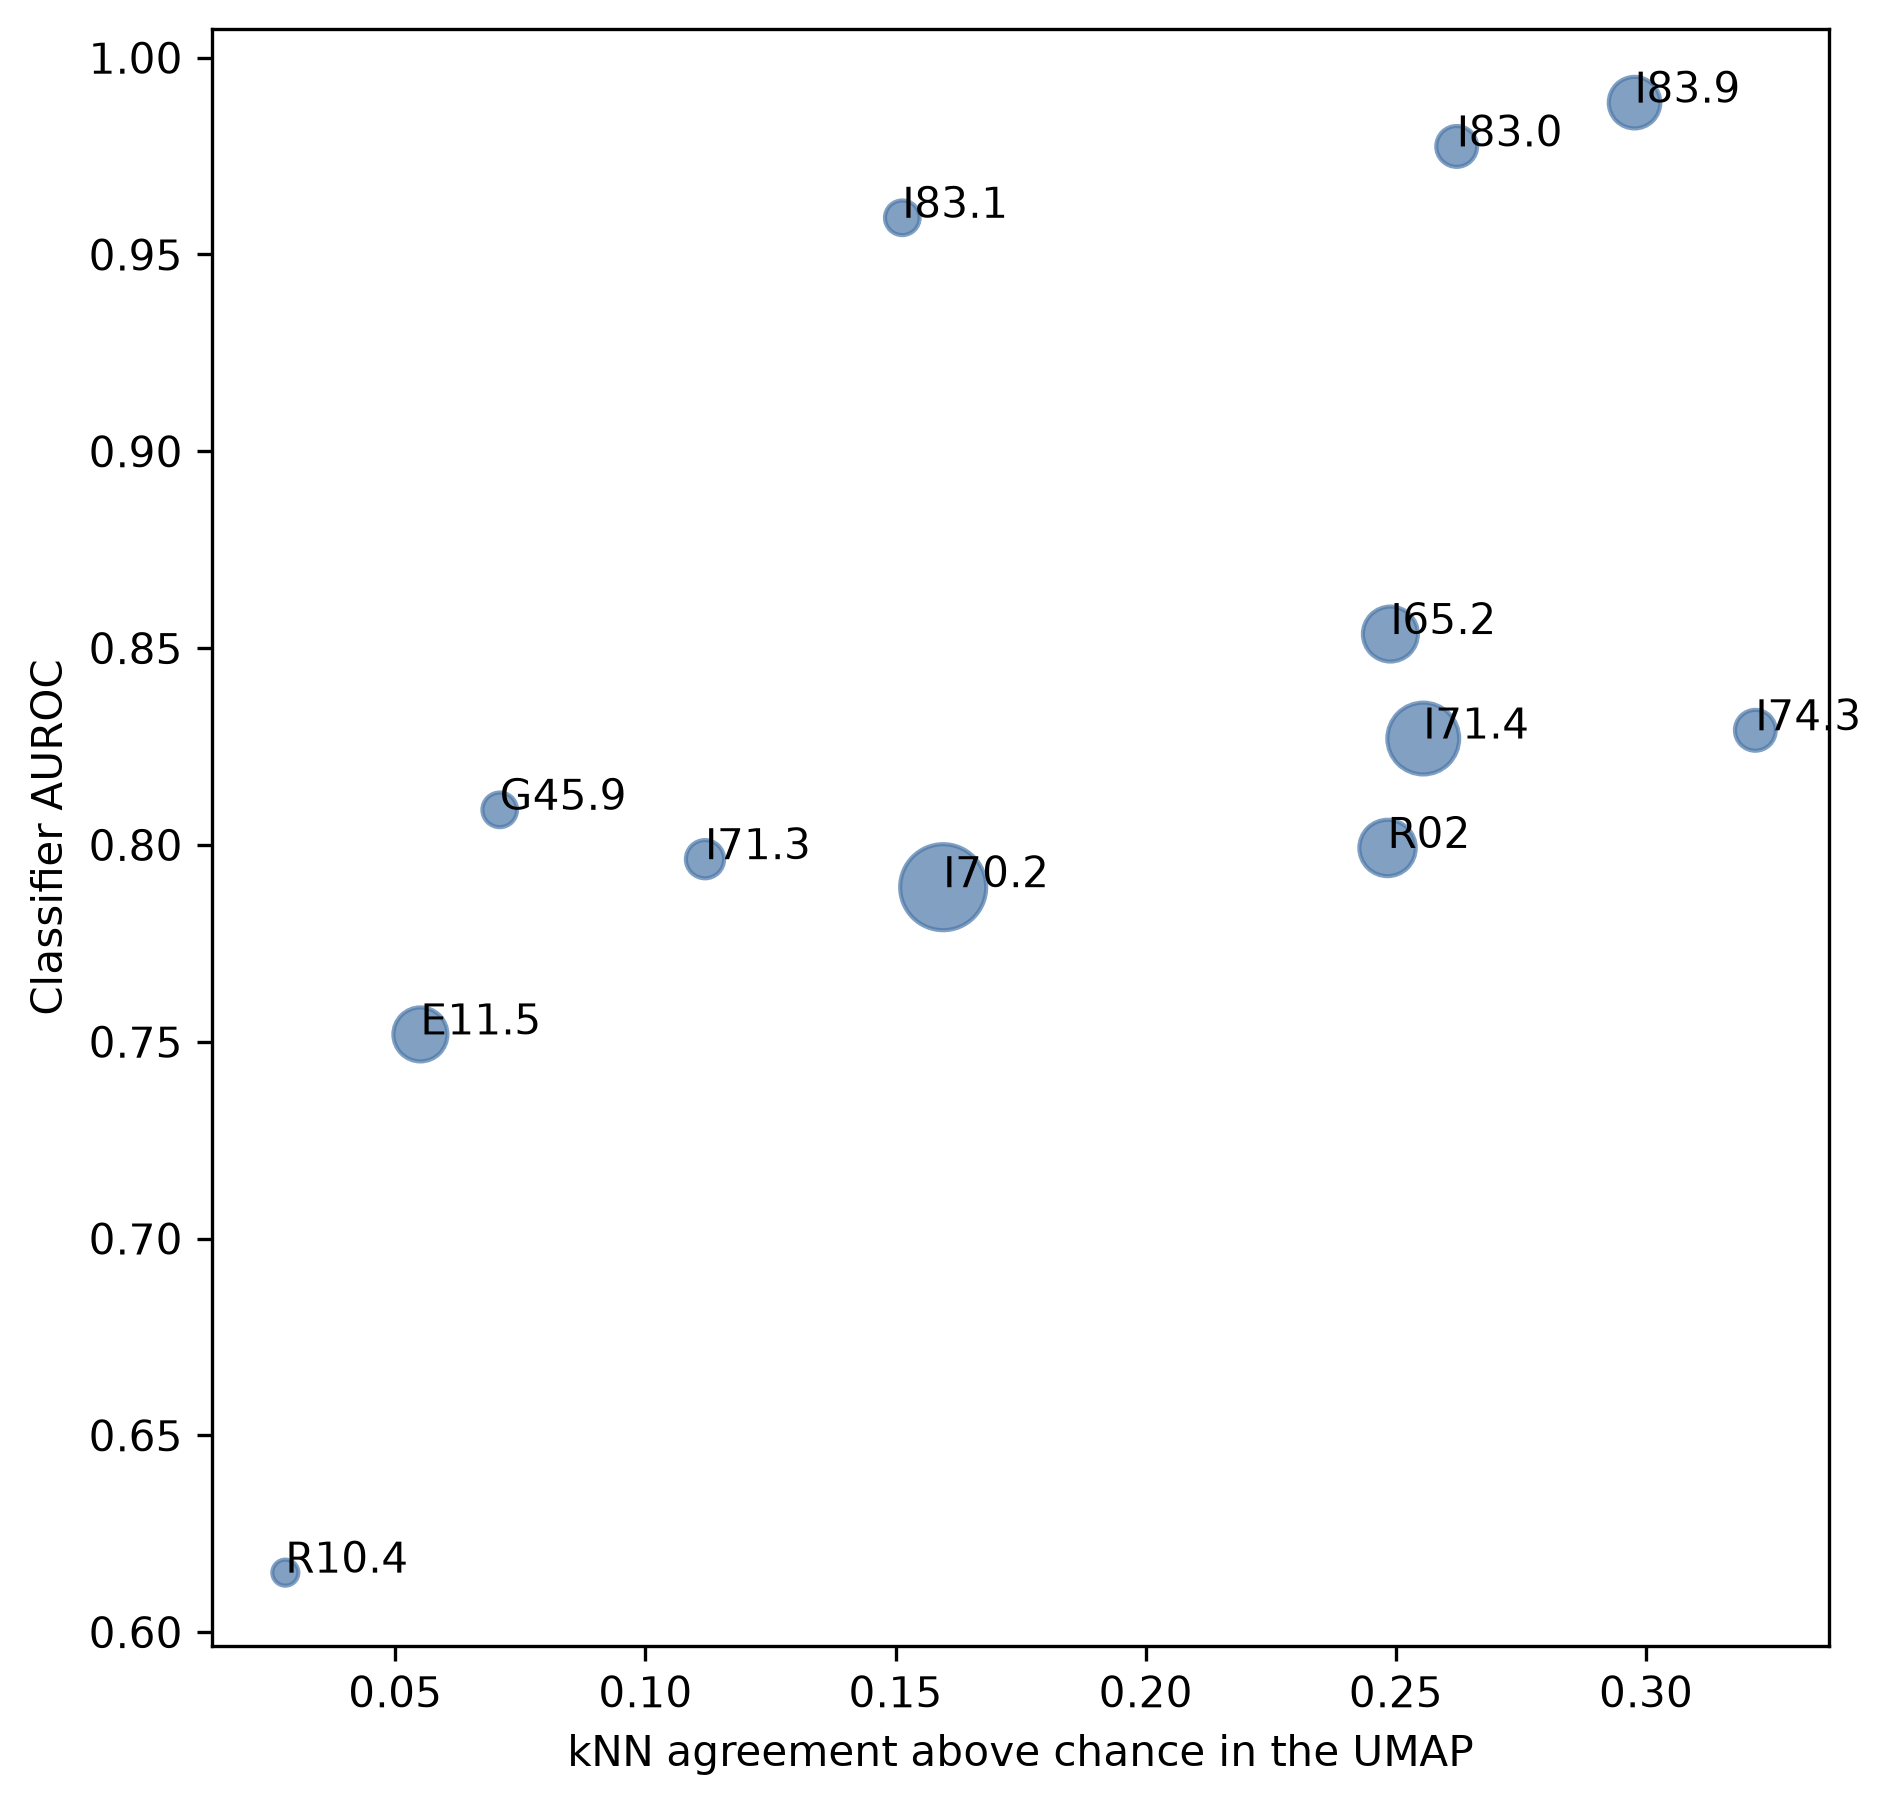 1.00
I83.9
I83.0
I83.1
0.95
0.90
I65.2
0.85
I74.3
I71.4
G45.9
R02
0.80
I71.3
I70.2
Classifier AUROC
E11.5
0.75
0.70
0.65
R10.4
0.60
0.05 0.10 0.15 0.20 0.25 0.30
kNN agreement above chance in the UMAP